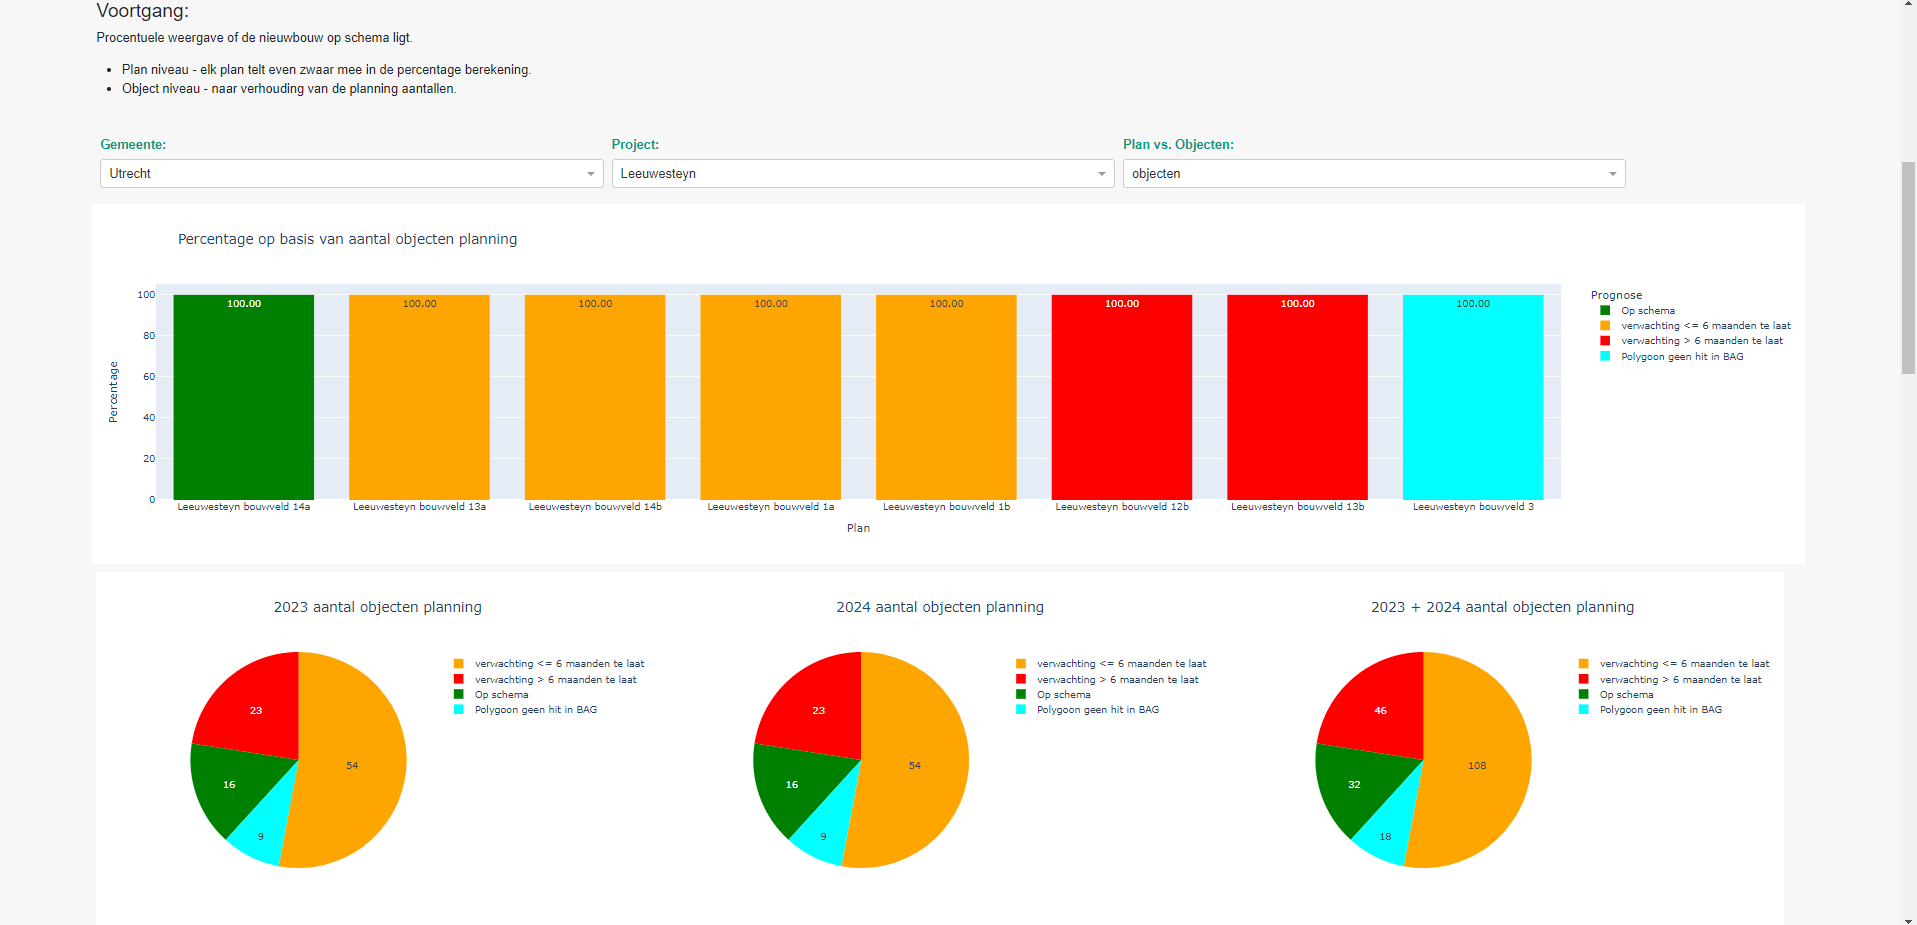 Voortgang:
Procentuele weergave of de nieuwbouw op schema ligt.
Plan niveau - elk plan telt even zwaar mee in de percentage berekening.
Object niveau - naar verhouding van de planning aantallen.
Gemeente: Project: Plan vs. Objecten:
Utrecht Leeuwesteyn objecten
Percentage op basis van aantal objecten planning
100.00 100.00 100.00 100.00 100.00 100.00 100.00 100.00
100
80
60
40
20
0
Percentage
Leeuwesteyn bouwveld 14a Leeuwesteyn bouwveld 13a Leeuwesteyn bouwveld 14b Leeuwesteyn bouwveld 1a Leeuwesteyn bouwveld 1b Leeuwesteyn bouwveld 12b Leeuwesteyn bouwveld 13b Leeuwesteyn bouwveld 3
Plan
Prognose
Op schema
verwachting <= 6 maanden te laat
verwachting > 6 maanden te laat
Polygoon geen hit in BAG
2023 aantal objecten planning
23
54
16
9
verwachting <= 6 maanden te laat
verwachting > 6 maanden te laat
Op schema
Polygoon geen hit in BAG
2024 aantal objecten planning
23
54
16
9
verwachting <= 6 maanden te laat
verwachting > 6 maanden te laat
Op schema
Polygoon geen hit in BAG
2023 + 2024 aantal objecten planning
46
108
32
18
verwachting <= 6 maanden te laat
verwachting > 6 maanden te laat
Op schema
Polygoon geen hit in BAG